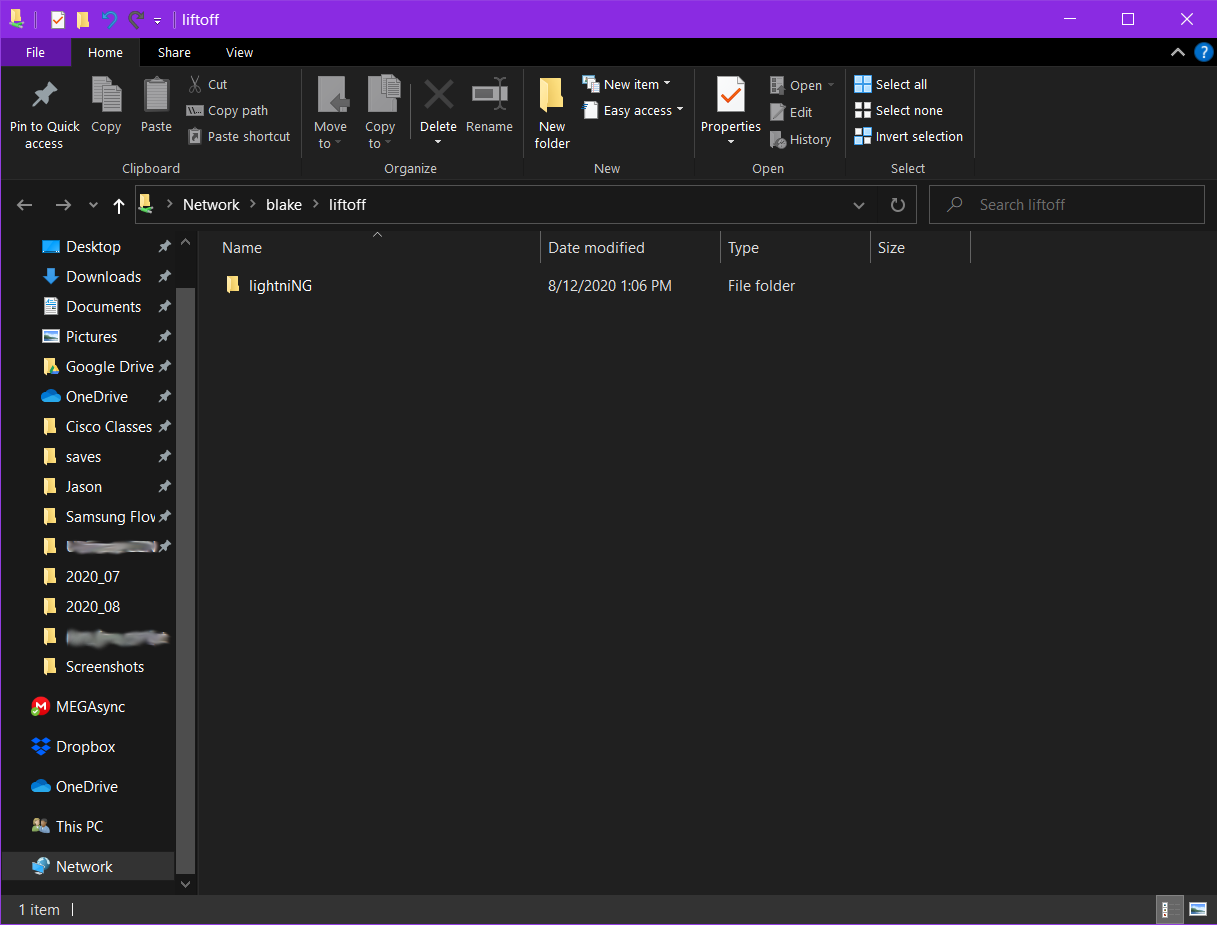 liftoff
File Home Share View
Pin to Quick access
Copy
Paste
Cut
Copy path
Paste shortcut
Clipboard
Move to
Copy to
Delete
Rename
Organize
New folder
New item
Easy access
New
Properties
Open
Edit
History
Open
Select all
Select none
Invert selection
Select
Network blake liftoff
Search liftoff
Name Date modified Type Size
lightniNG 8/12/2020 1:06 PM File folder
Desktop
Downloads
Documents
Pictures
Google Drive
OneDrive
Cisco Classes
saves
Jason
Samsung Flow
2020_07
2020_08
Screenshots
MEGAsync
Dropbox
OneDrive
This PC
Network
1 item